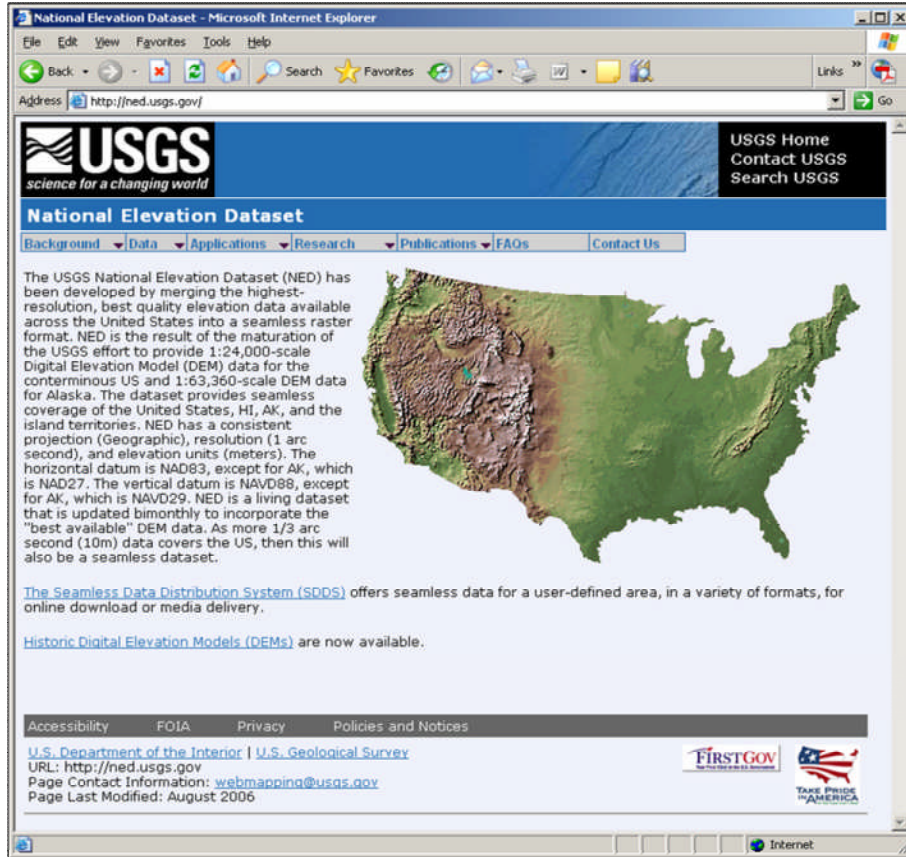 National Elevation Dataset - Microsoft Internet Explorer
File Edit View Favorites Tools Help
Back Search Favorites Links »
Address http://ned.usgs.gov/ Go
USGS
science for a changing world
USGS Home
Contact USGS
Search USGS
National Elevation Dataset
Background Data Applications Research Publications FAQs Contact Us
The USGS National Elevation Dataset (NED) has
been developed by merging the highest-
resolution, best quality elevation data available
across the United States into a seamless raster
format. NED is the result of the maturation of
the USGS effort to provide 1:24,000-scale
Digital Elevation Model (DEM) data for the
conterminous US and 1:63,360-scale DEM data
for Alaska. The dataset provides seamless
coverage of the United States, HI, AK, and the
island territories. NED has a consistent
projection (Geographic), resolution (1 arc
second), and elevation units (meters). The
horizontal datum is NAD83, except for AK, which
is NAD27. The vertical datum is NAVD88, except
for AK, which is NAVD29. NED is a living dataset
that is updated bimonthly to incorporate the
"best available" DEM data. As more 1/3 arc
second (10m) data covers the US, then this will
also be a seamless dataset.
The Seamless Data Distribution System (SDDS) offers seamless data for a user-defined area, in a variety of formats, for
online download or media delivery.
Historic Digital Elevation Models (DEMs) are now available.
Accessibility FOIA Privacy Policies and Notices
U.S. Department of the Interior | U.S. Geological Survey
URL: http://ned.usgs.gov
Page Contact Information: webmapping@usgs.gov
Page Last Modified: August 2006
FIRSTGOV
TAKE PRIDE
IN AMERICA
Internet